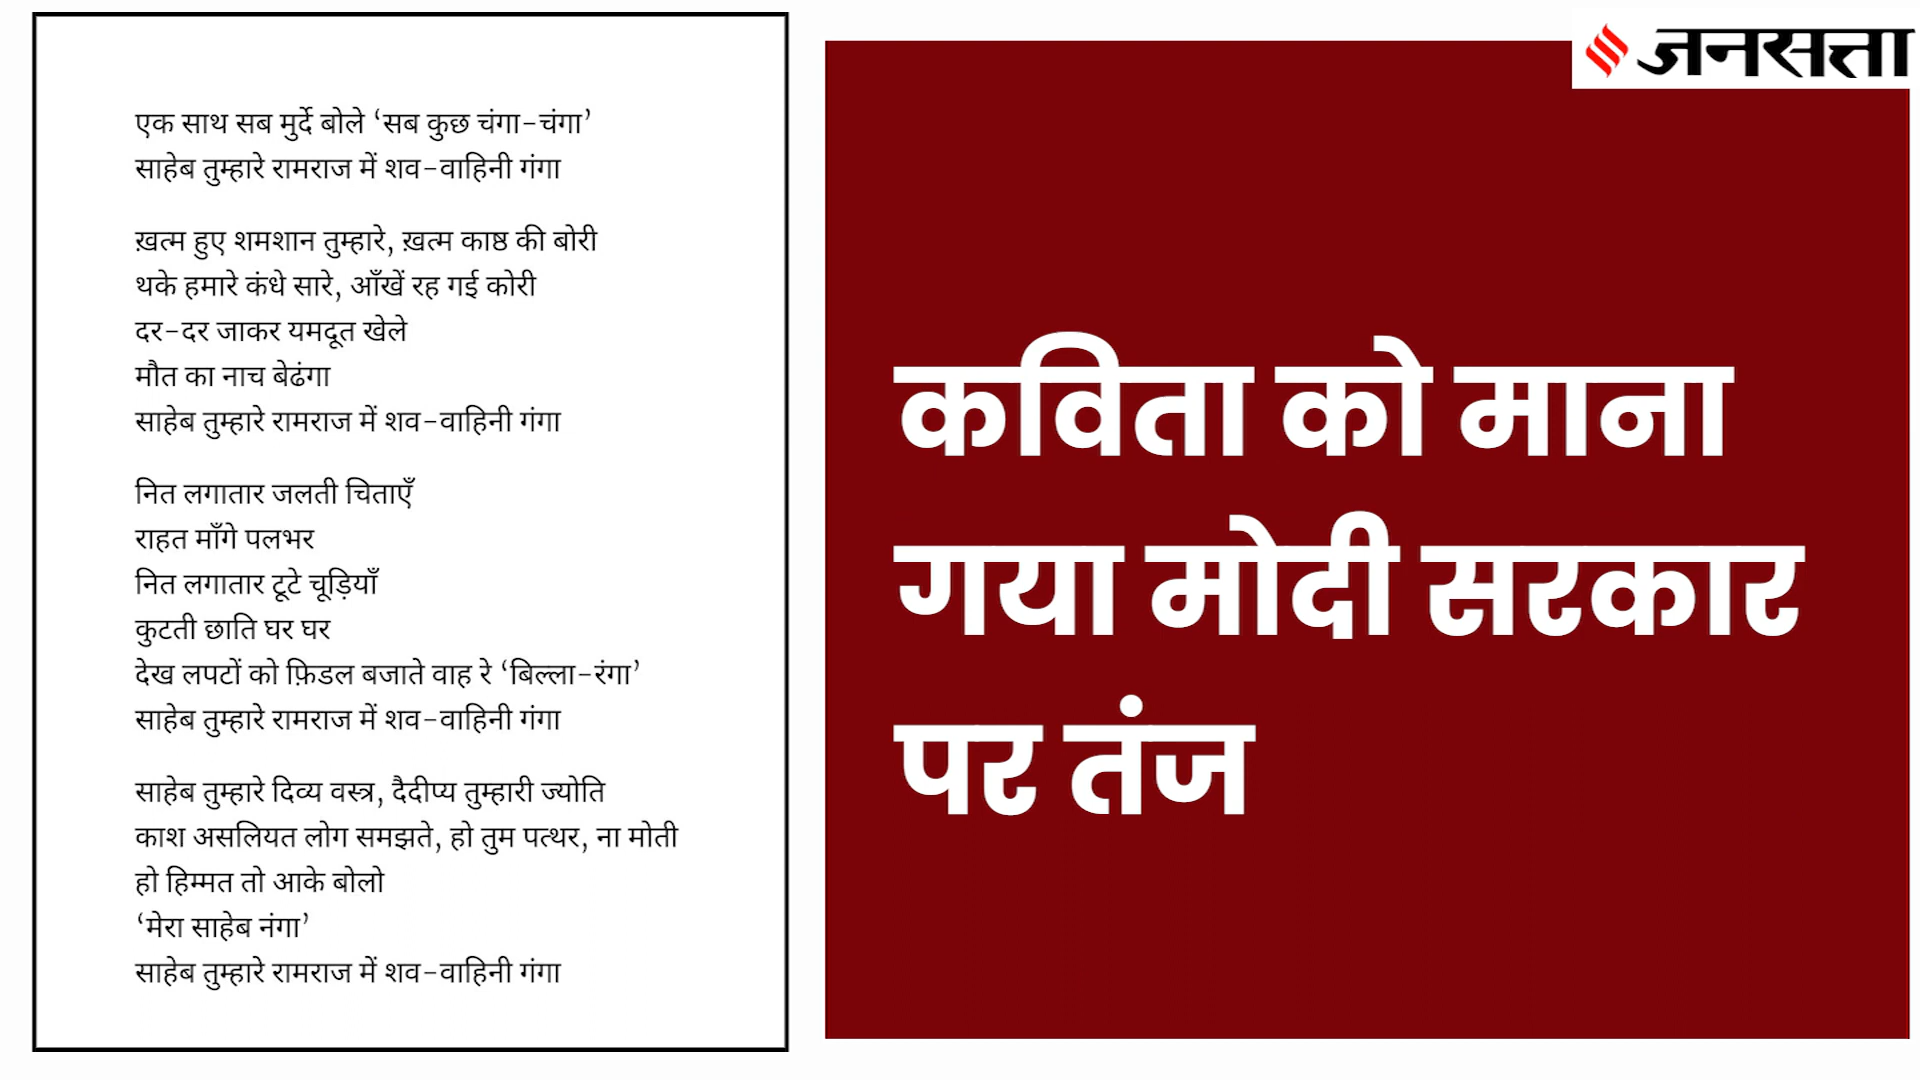 एक साथ सब मुर्दे बोले ‘सब कुछ चंगा-चंगा’
साहेब तुम्हारे रामराज में शव-वाहिनी गंगा
ख़त्म हुए शमशान तुम्हारे, ख़त्म काष्ठ की बोरी
थके हमारे कंधे सारे, आँखें रह गई कोरी
दर-दर जाकर यमदूत खेले
मौत का नाच बेढंगा
साहेब तुम्हारे रामराज में शव-वाहिनी गंगा
नित लगातार जलती चिताएँ
राहत माँगे पलभर
नित लगातार टूटे चूड़ियाँ
कुटती छाति घर घर
देख लपटों को फ़िडल बजाते वाह रे ‘बिल्ला-रंगा’
साहेब तुम्हारे रामराज में शव-वाहिनी गंगा
साहेब तुम्हारे दिव्य वस्त्र, दैदीप्य तुम्हारी ज्योति
काश असलियत लोग समझते, हो तुम पत्थर, ना मोती
हो हिम्मत तो आके बोलो
‘मेरा साहेब नंगा’
साहेब तुम्हारे रामराज में शव-वाहिनी गंगा
जनसत्ता
कविता को माना
गया मोदी सरकार
पर तंज